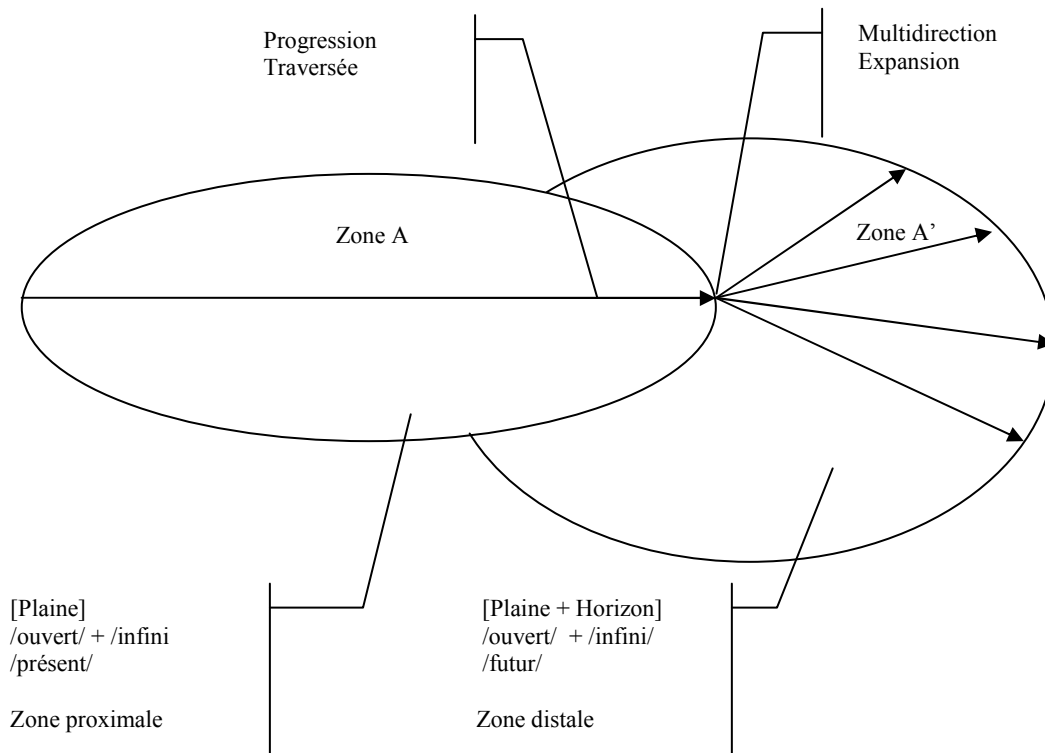 Progression
Traversée
Multidirection
Expansion
Zone A
Zone A’
[Plaine]
/ouvert/ + /infini
/présent/
Zone proximale
[Plaine + Horizon]
/ouvert/ + /infini/
/futur/
Zone distale